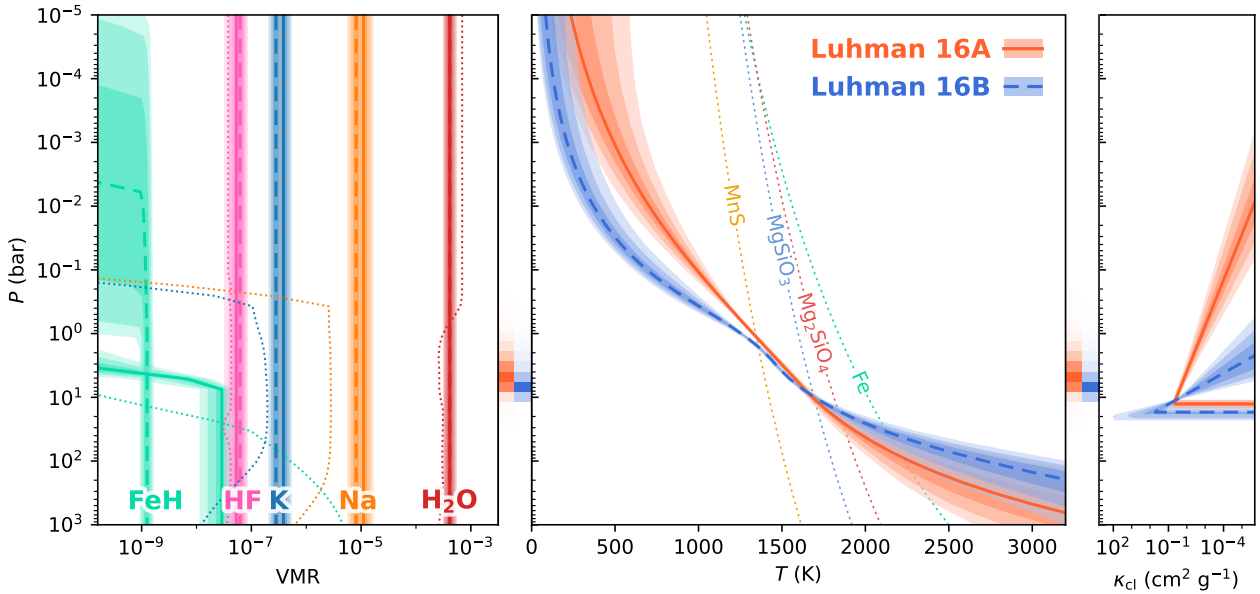 10⁻⁵
10⁻⁴
10⁻³
10⁻²
10⁻¹
10⁰
10¹
10²
10³
P (bar)
FeH
HF
K
Na
H₂O
10⁻⁹
10⁻⁷
10⁻⁵
10⁻³
VMR
Luhman 16A
Luhman 16B
MnS
MgSiO₃
Mg₂SiO₄
Fe
0
500
1000
1500
2000
2500
3000
T (K)
10²
10⁻¹
10⁻⁴
κ_cl (cm² g⁻¹)